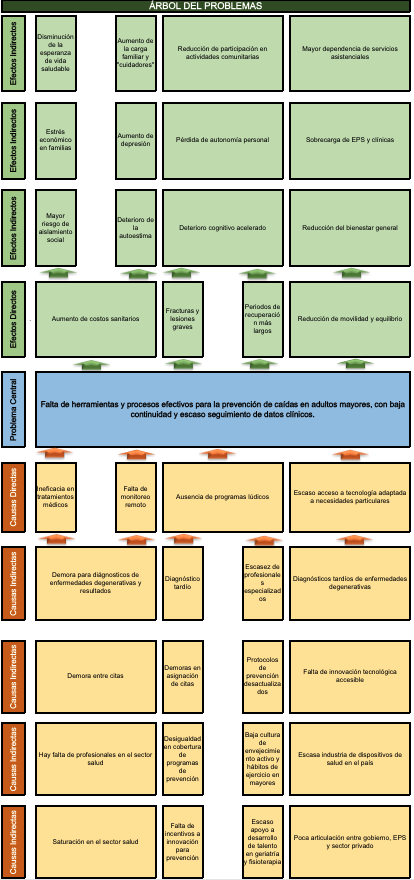 ÁRBOL DEL PROBLEMAS
Efectos Indirectos
Disminución
de la
esperanza
de vida
saludable
Aumento de
la carga
familiar y
"cuidadores"
Reducción de participación en
actividades comunitarias
Mayor dependencia de servicios
asistenciales
Efectos Indirectos
Estrés
económico
en familias
Aumento de
depresión
Pérdida de autonomía personal
Sobrecarga de EPS y clínicas
Efectos Indirectos
Mayor
riesgo de
aislamiento
social
Deterioro de
la
autoestima
Deterioro cognitivo acelerado
Reducción del bienestar general
Efectos Directos
Aumento de costos sanitarios
Fracturas y
lesiones
graves
Periodos de
recuperació
n más
largos
Reducción de movilidad y equilibrio
Problema Central
Falta de herramientas y procesos efectivos para la prevención de caídas en adultos mayores, con baja
continuidad y escaso seguimiento de datos clínicos.
Causas Directas
Ineficacia en
tratamientos
médicos
Falta de
monitoreo
remoto
Ausencia de programas lúdicos
Escaso acceso a tecnología adaptada
a necesidades particulares
Causas Indirectas
Demora para diágnosticos de
enfermedades degenerativas y
resultados
Diagnóstico
tardío
Escasez de
profesionale
s
especializad
os
Diagnósticos tardíos de enfermedades
degenerativas
Causas Indirectas
Demora entre citas
Demoras en
asignación
de citas
Protocolos
de
prevención
desactualiza
dos
Falta de innovación tecnológica
accesible
Causas Indirectas
Hay falta de profesionales en el sector
salud
Desigualdad
en cobertura
de
programas
de
prevención
Baja cultura
de
envejecimie
nto activo y
hábitos de
ejercicio en
mayores
Escasa industria de dispositivos de
salud en el país
Causas Indirectas
Saturación en el sector salud
Falta de
incentivos a
innovación
para
prevención
Escaso
apoyo a
desarrollo
de talento
en geriatría
y fisioterapia
Poca articulación entre gobierno, EPS
y sector privado